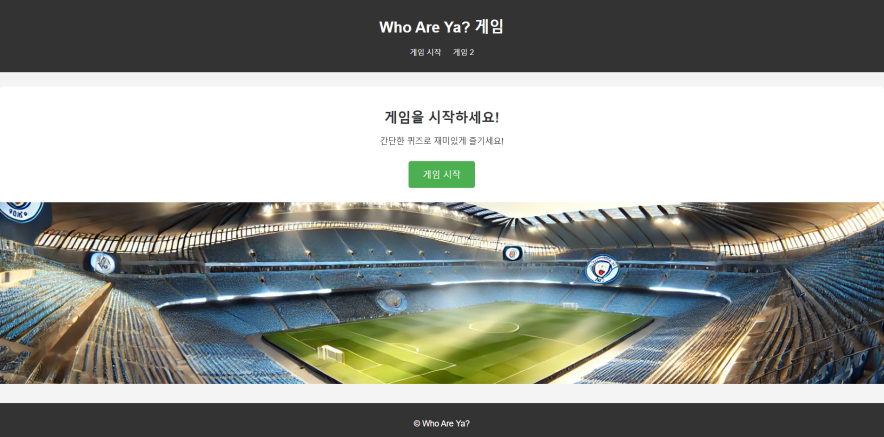 Who Are Ya? 게임
게임 시작 게임 2
게임을 시작하세요!
간단한 퀴즈로 재미있게 즐기세요!
게임 시작
© Who Are Ya?